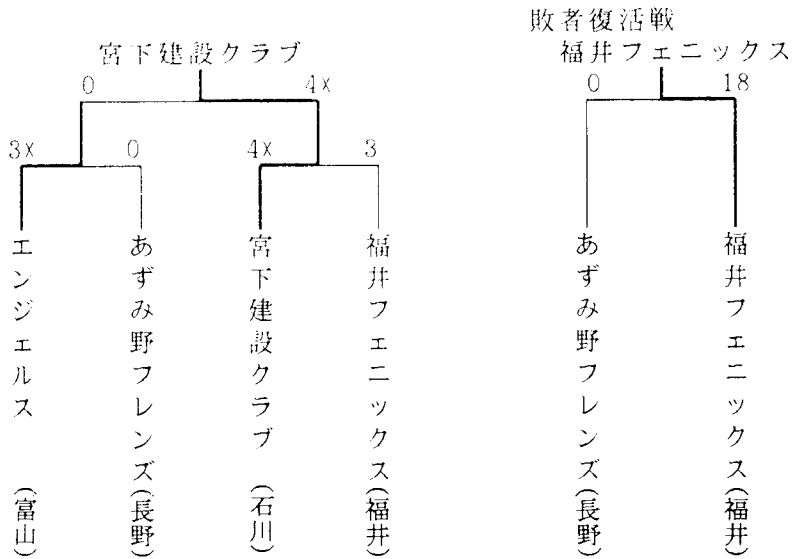 敗者復活戦
宮下建設クラブ
福井フェニックス
0 4x
0 18
3x 0 4x 3
エンジェルス (富山)
あずみ野フレンズ(長野)
宮下建設クラブ (石川)
福井フェニックス(福井)
あずみ野フレンズ(長野)
福井フェニックス(福井)